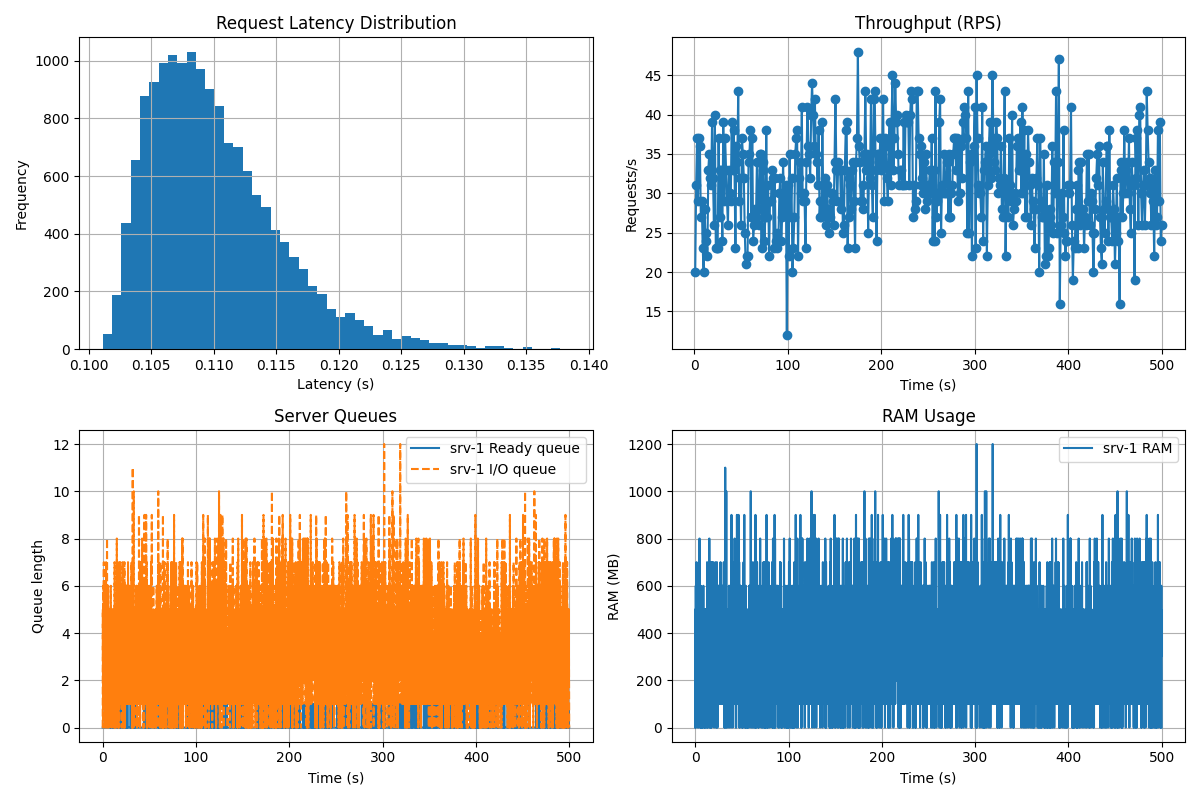 Request Latency Distribution
Frequency
1000
800
600
400
200
0
0.100 0.105 0.110 0.115 0.120 0.125 0.130 0.135 0.140
Latency (s)
Throughput (RPS)
Requests/s
45
40
35
30
25
20
15
0 100 200 300 400 500
Time (s)
Server Queues
srv-1 Ready queue
srv-1 I/O queue
Queue length
12
10
8
6
4
2
0
0 100 200 300 400 500
Time (s)
RAM Usage
srv-1 RAM
RAM (MB)
1200
1000
800
600
400
200
0
0 100 200 300 400 500
Time (s)